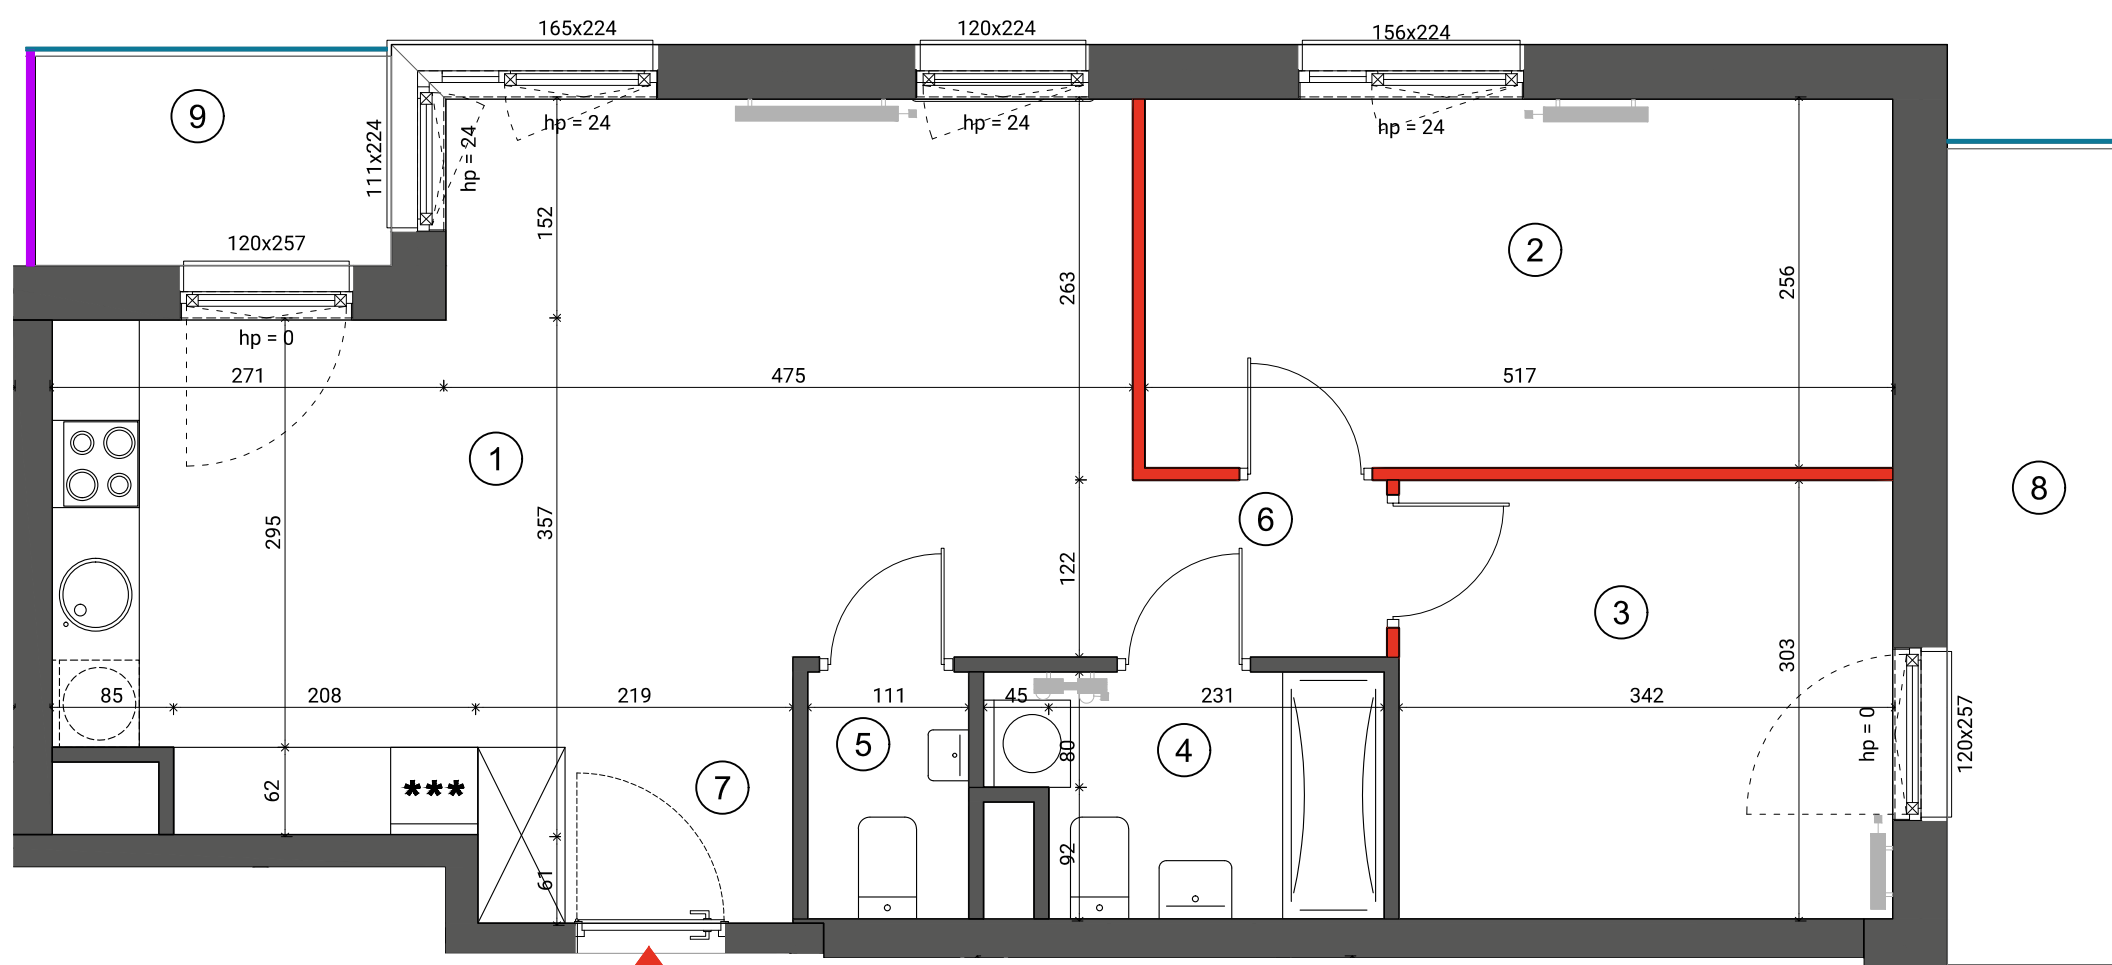 165x224
120x224
156x224
9
hp = 24
hp = 24
hp = 24
hp = 24
111x224
152
120x257
2
263
256
hp = 0
271
475
517
1
8
295
357
6
122
3
303
85
208
219
111
45
231
342
hp = 0
120x257
5
80
4
62
***
7
92
61